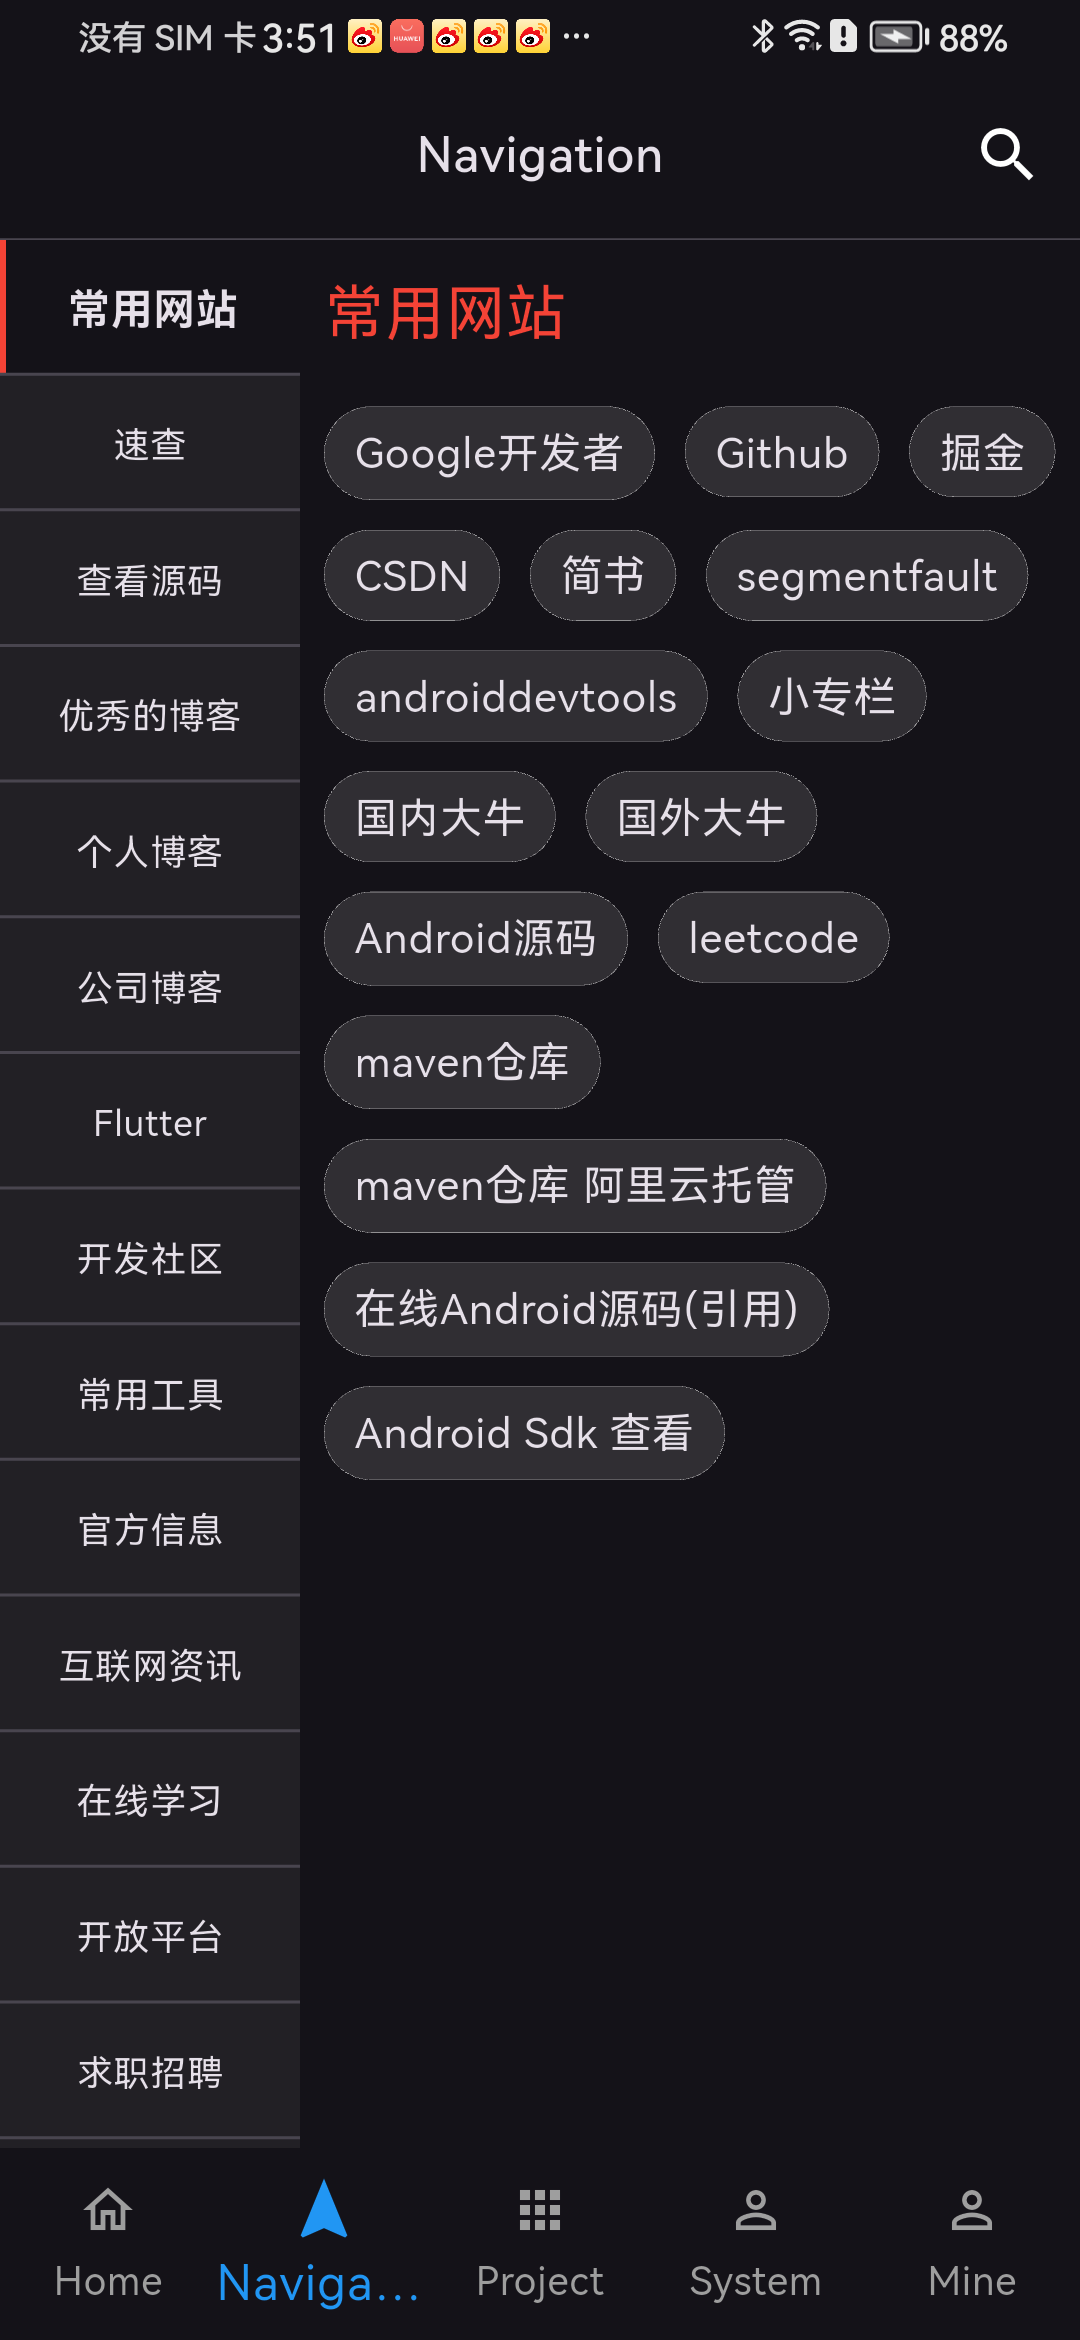 没有 SIM 卡 3:51 HUAWEI ··· 88%
Navigation
常用网站
速查
查看源码
优秀的博客
个人博客
公司博客
Flutter
开发社区
常用工具
官方信息
互联网资讯
在线学习
开放平台
求职招聘
常用网站
Google开发者 Github 掘金
CSDN 简书 segmentfault
androiddevtools 小专栏
国内大牛 国外大牛
Android源码 leetcode
maven仓库
maven仓库 阿里云托管
在线Android源码(引用)
Android Sdk 查看
Home Naviga... Project System Mine